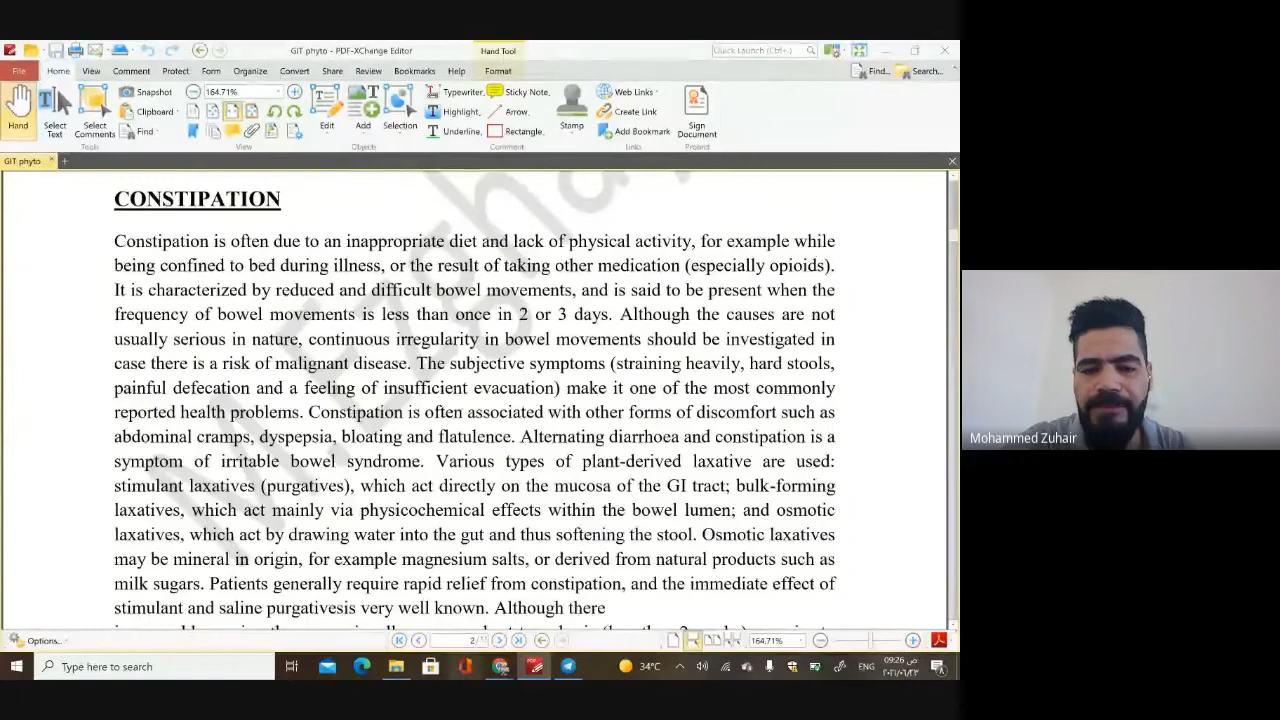 GIT phyto - PDF-XChange Editor
Hand Tool
Quick Launch (Ctrl+.)
File Home View Comment Protect Form Organize Convert Share Review Bookmarks Help Format Find... Search...
Hand
Select Text
Select Comments
Snapshot
Clipboard
Find
Tools
164.71%
View
Edit
Add
Selection
Objects
Typewriter
Highlight
Underline
Sticky Note
Arrow
Rectangle
Stamp
Comment
Web Links
Create Link
Add Bookmark
Links
Sign Document
Protect
GIT phyto
CONSTIPATION
Constipation is often due to an inappropriate diet and lack of physical activity, for example while
being confined to bed during illness, or the result of taking other medication (especially opioids).
It is characterized by reduced and difficult bowel movements, and is said to be present when the
frequency of bowel movements is less than once in 2 or 3 days. Although the causes are not
usually serious in nature, continuous irregularity in bowel movements should be investigated in
case there is a risk of malignant disease. The subjective symptoms (straining heavily, hard stools,
painful defecation and a feeling of insufficient evacuation) make it one of the most commonly
reported health problems. Constipation is often associated with other forms of discomfort such as
abdominal cramps, dyspepsia, bloating and flatulence. Alternating diarrhoea and constipation is a
symptom of irritable bowel syndrome. Various types of plant-derived laxative are used:
stimulant laxatives (purgatives), which act directly on the mucosa of the GI tract; bulk-forming
laxatives, which act mainly via physicochemical effects within the bowel lumen; and osmotic
laxatives, which act by drawing water into the gut and thus softening the stool. Osmotic laxatives
may be mineral in origin, for example magnesium salts, or derived from natural products such as
milk sugars. Patients generally require rapid relief from constipation, and the immediate effect of
stimulant and saline purgativesis very well known. Although there
Options...
164.71%
Type here to search
34°C
ENG
09:26 ص
٢٠٢١/٠٦/٢٣
Mohammed Zuhair